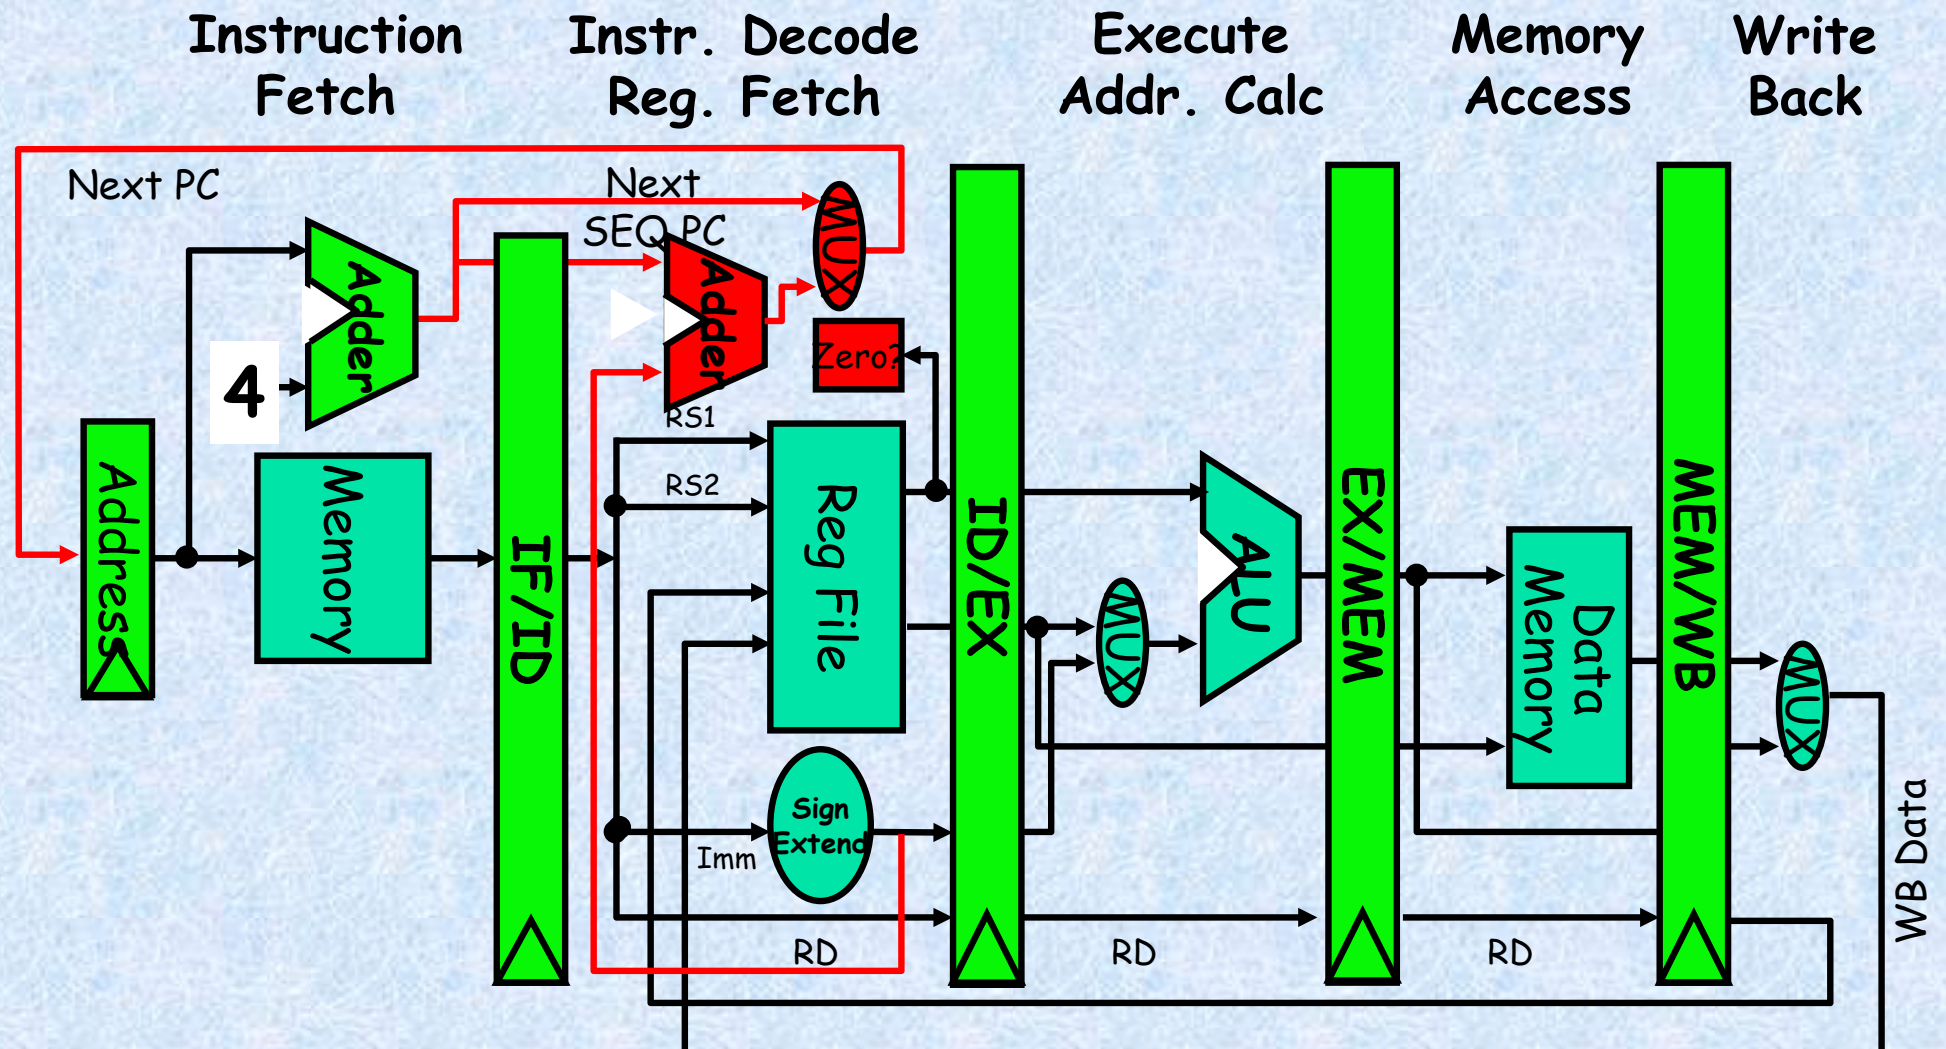 Instruction
Fetch
Instr. Decode
Reg. Fetch
Execute
Addr. Calc
Memory
Access
Write
Back
Next PC
Next
SEQ PC
MUX
Adder
Adder
Zero?
4
RS1
RS2
Address
Memory
IF/ID
Reg File
ID/EX
MUX
ALU
EX/MEM
Data
Memory
MEM/WB
MUX
Sign
Extend
Imm
WB Data
RD
RD
RD